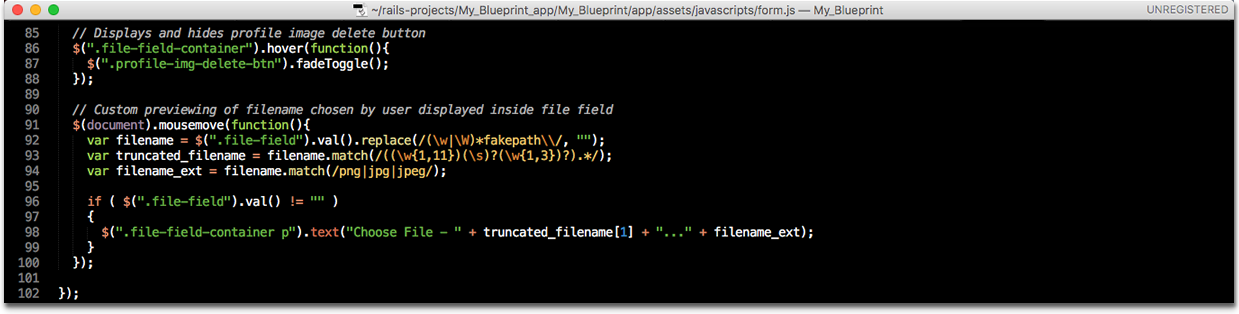 ~/rails-projects/My_Blueprint_app/My_Blueprint/app/assets/javascripts/form.js — My_Blueprint UNREGISTERED
85 // Displays and hides profile image delete button
86 $(".file-field-container").hover(function(){
87 $(".profile-img-delete-btn").fadeToggle();
88 });
89
90 // Custom previewing of filename chosen by user displayed inside file field
91 $(document).mousemove(function(){
92 var filename = $(".file-field").val().replace(/(\w|\W)*fakepath\\/, "");
93 var truncated_filename = filename.match(/((\w{1,11})(\s)?(\w{1,3})?).*/);
94 var filename_ext = filename.match(/png|jpg|jpeg/);
95
96 if ( $(".file-field").val() != "" )
97 {
98 $(".file-field-container p").text("Choose File - " + truncated_filename[1] + "..." + filename_ext);
99 }
100 });
101
102 });